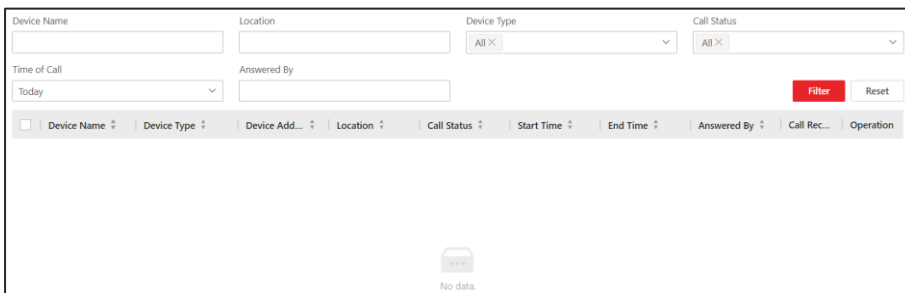 Device Name Location Device Type Call Status
All × All ×
Time of Call Answered By
Today Filter Reset
Device Name Device Type Device Add... Location Call Status Start Time End Time Answered By Call Rec... Operation
No data.